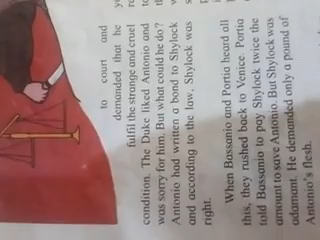 to court and
demanded that he
fulfil the strange and cruel
condition. The Duke liked Antonio and
was sorry for him. But what could he do?
Antonio had written a bond to Shylock
and according to the law, Shylock was
right.
When Bassanio and Portia heard all
this, they rushed back to Venice. Portia
told Bassanio to pay Shylock twice the
amount to save Antonio. But Shylock was
adamant. He demanded only a pound of
Antonio's flesh.